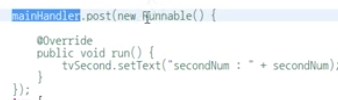 mainHandler.post(new Runnable() {
@Override
public void run() {
tvSecond.setText("secondNum : " + secondNum);
}
});